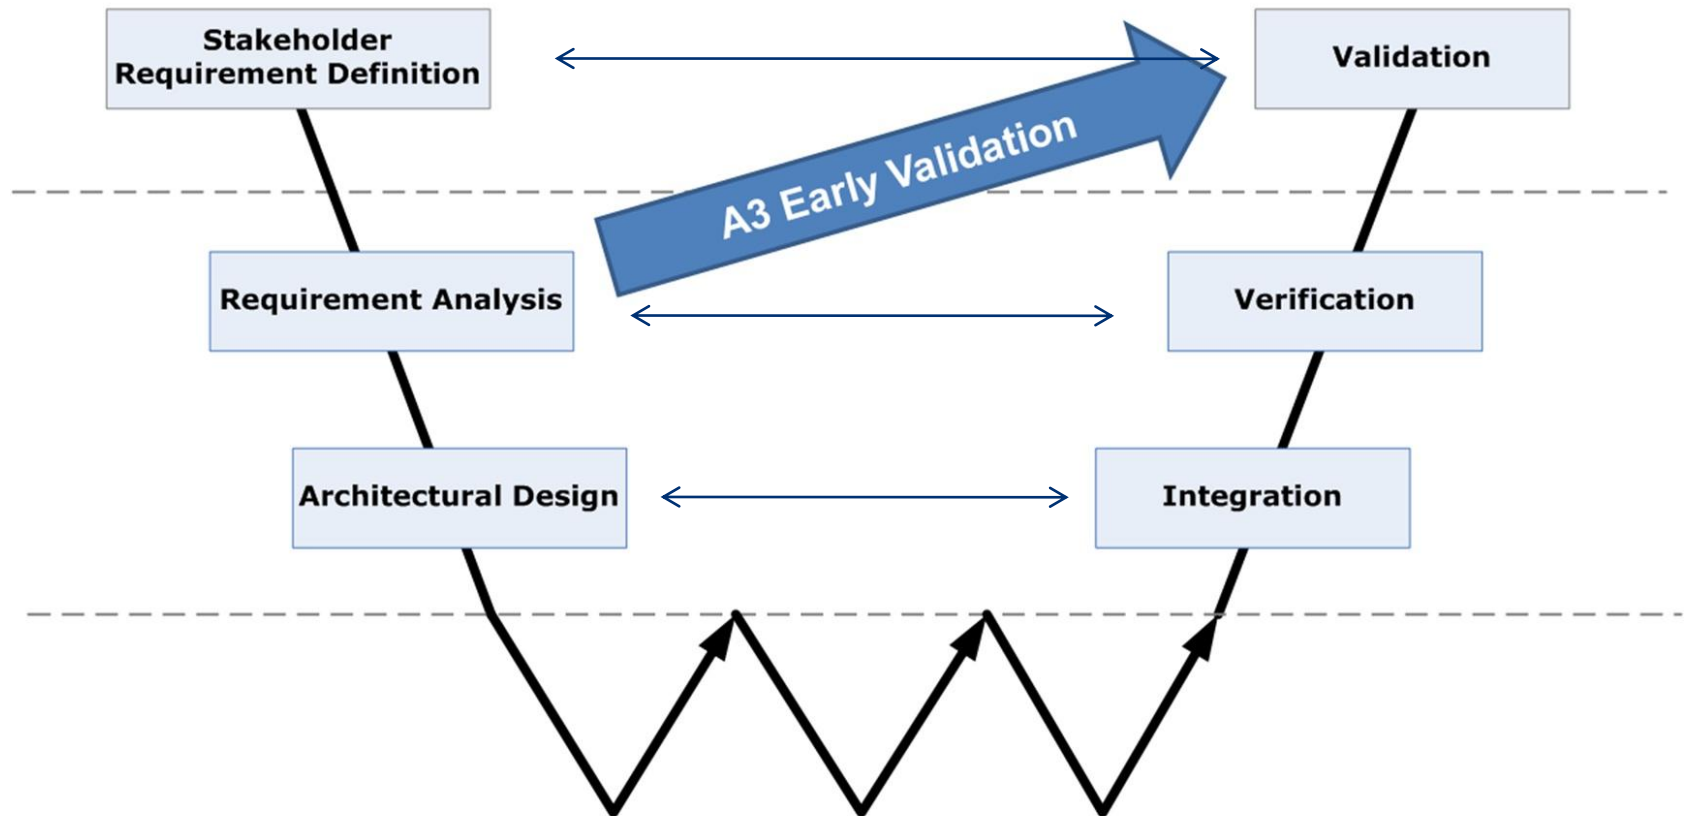 Stakeholder
Requirement Definition
Validation
A3 Early Validation
Requirement Analysis
Verification
Architectural Design
Integration